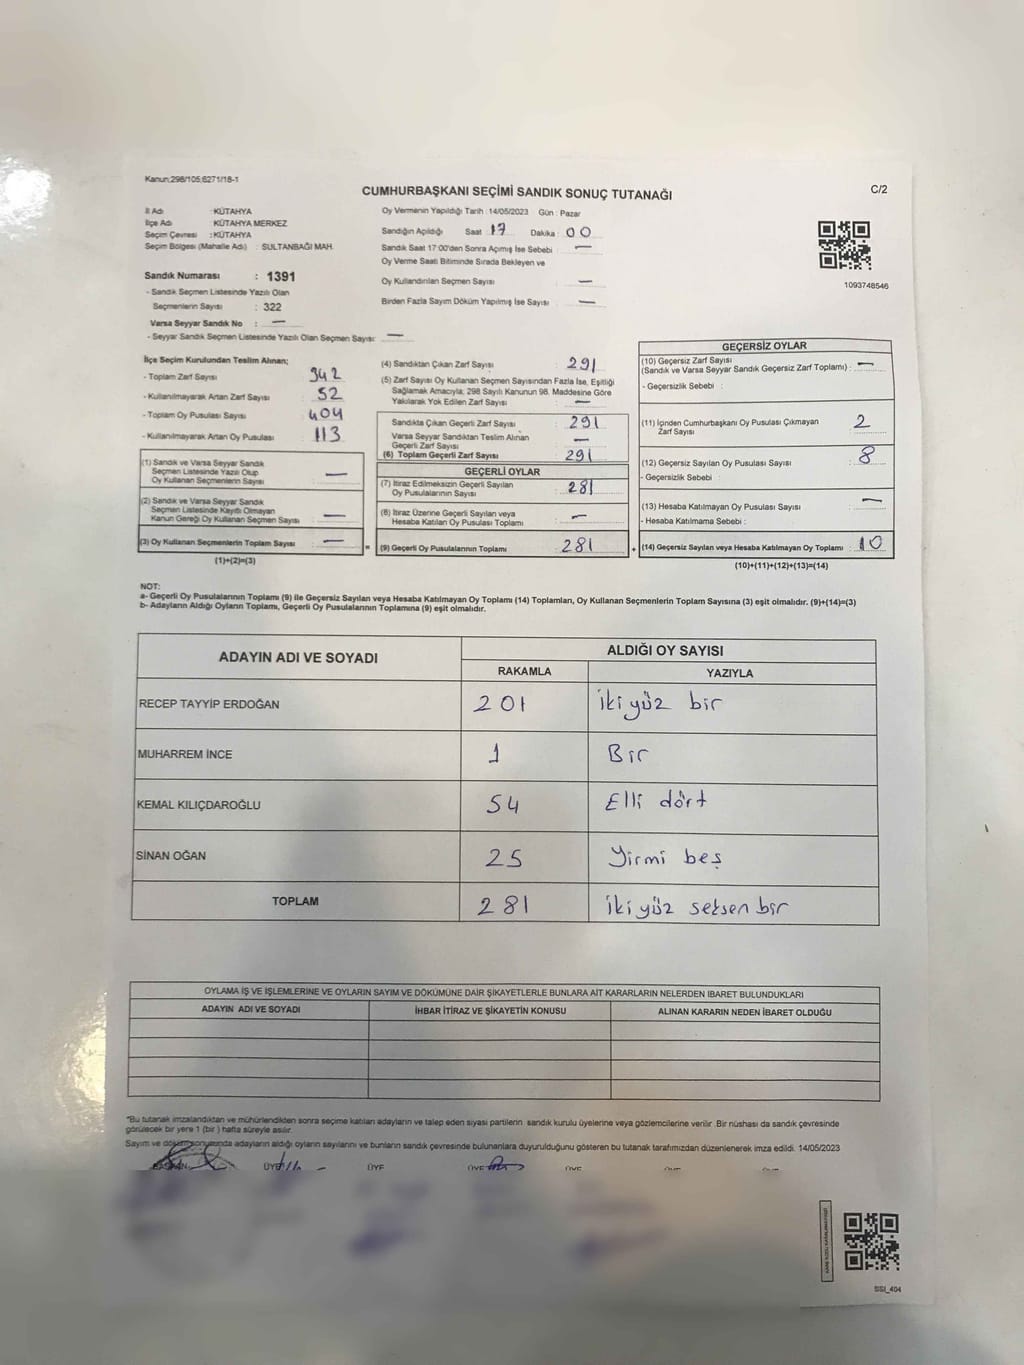 Kanun:298/105,6271/18-1
CUMHURBAŞKANI SEÇİMİ SANDIK SONUÇ TUTANAĞI
C/2
İl Adı : KÜTAHYA
İlçe Adı : KÜTAHYA MERKEZ
Seçim Çevresi : KÜTAHYA
Seçim Bölgesi (Mahalle Adı) : SULTANBAĞI MAH.
Oy Vermenin Yapıldığı Tarih :14/05/2023 Gün : Pazar
Sandığın Açıldığı Saat 17 Dakika : 00
Sandık Saat 17:00'den Sonra Açımış İse Sebebi : —
Oy Verme Saati Bitiminde Sırada Bekleyen ve
Oy Kullandırılan Seçmen Sayısı : —
Birden Fazla Sayım Döküm Yapılmış İse Sayısı : —
1093748546
Sandık Numarası : 1391
- Sandık Seçmen Listesinde Yazılı Olan
Seçmenlerin Sayısı : 322
Varsa Seyyar Sandık No : —
- Seyyar Sandık Seçmen Listesinde Yazılı Olan Seçmen Sayısı: —
İlçe Seçim Kurulundan Teslim Alınan;
- Toplam Zarf Sayısı : 342
- Kullanılmayarak Artan Zarf Sayısı : 52
- Toplam Oy Pusulası Sayısı : 404
- Kullanılmayarak Artan Oy Pusulası : 113
(1) Sandık ve Varsa Seyyar Sandık
Seçmen Listesinde Yazılı Olup
Oy Kullanan Seçmenlerin Sayısı : —
(2) Sandık ve Varsa Seyyar Sandık
Seçmen Listesinde Kayıtlı Olmayan
Kanun Gereği Oy Kullanan Seçmen Sayısı : —
(3) Oy Kullanan Seçmenlerin Toplam Sayısı : —
(1)+(2)=(3)
(4) Sandıktan Çıkan Zarf Sayısı : 291
(5) Zarf Sayısı Oy Kullanan Seçmen Sayısından Fazla İse, Eşitliği
Sağlamak Amacıyla; 298 Sayılı Kanunun 98. Maddesine Göre
Yakılarak Yok Edilen Zarf Sayısı : —
Sandıkta Çıkan Geçerli Zarf Sayısı : 291
Varsa Seyyar Sandıktan Teslim Alınan
Geçerli Zarf Sayısı : —
(6) Toplam Geçerli Zarf Sayısı : 291
GEÇERLİ OYLAR
(7) İtiraz Edilmeksizin Geçerli Sayılan
Oy Pusulalarının Sayısı : 281
(8) İtiraz Üzerine Geçerli Sayılan veya
Hesaba Katılan Oy Pusulası Toplamı : —
= (9) Geçerli Oy Pusulalarının Toplamı 281
GEÇERSİZ OYLAR
(10) Geçersiz Zarf Sayısı
(Sandık ve Varsa Seyyar Sandık Geçersiz Zarf Toplamı) : —
- Geçersizlik Sebebi :
(11) İçinden Cumhurbaşkanı Oy Pusulası Çıkmayan
Zarf Sayısı : 2
(12) Geçersiz Sayılan Oy Pusulası Sayısı : 8
- Geçersizlik Sebebi :
(13) Hesaba Katılmayan Oy Pusulası Sayısı : —
- Hesaba Katılmama Sebebi :
+ (14) Geçersiz Sayılan veya Hesaba Katılmayan Oy Toplamı : 10
(10)+(11)+(12)+(13)=(14)
NOT:
a- Geçerli Oy Pusulalarının Toplamı (9) ile Geçersiz Sayılan veya Hesaba Katılmayan Oy Toplamı (14) Toplamları, Oy Kullanan Seçmenlerin Toplam Sayısına (3) eşit olmalıdır. (9)+(14)=(3)
b- Adayların Aldığı Oyların Toplamı, Geçerli Oy Pusulalarının Toplamına (9) eşit olmalıdır.
ADAYIN ADI VE SOYADI
ALDIĞI OY SAYISI
RAKAMLA YAZIYLA
RECEP TAYYİP ERDOĞAN 201 iki yüz bir
MUHARREM İNCE 1 Bir
KEMAL KILIÇDAROĞLU 54 Elli dört
SİNAN OĞAN 25 Yirmi beş
TOPLAM 281 iki yüz seksen bir
OYLAMA İŞ VE İŞLEMLERİNE VE OYLARIN SAYIM VE DÖKÜMÜNE DAİR ŞİKAYETLERLE BUNLARA AİT KARARLARIN NELERDEN İBARET BULUNDUKLARI
ADAYIN ADI VE SOYADI İHBAR İTİRAZ VE ŞİKAYETİN KONUSU ALINAN KARARIN NEDEN İBARET OLDUĞU
*Bu tutanak imzalandıktan ve mühürlendikten sonra seçime katılan adayların ve talep eden siyasi partilerin sandık kurulu üyelerine veya gözlemcilerine verilir. Bir nüshası da sandık çevresinde
görülecek bir yere 1 (bir ) hafta süreyle asılır.
Sayım ve döküm sonunda adayların aldığı oyların sayılarını ve bunların sandık çevresinde bulunanlara duyurulduğunu gösteren bu tutanak tarafımızdan düzenlenerek imza edildi. 14/05/2023
BAŞKAN ÜYE ÜYE ÜYE ÜYE
SSI_404